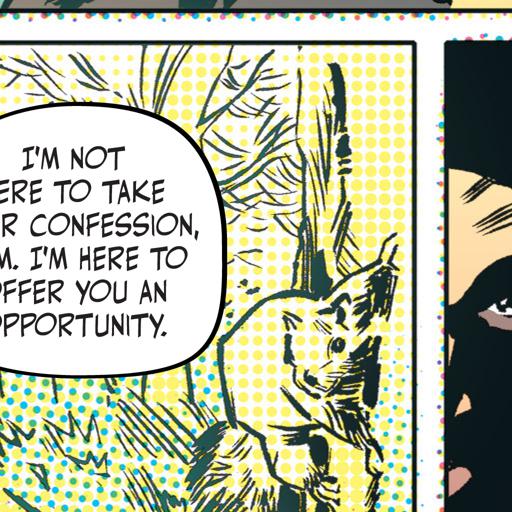 I'M NOT
ERE TO TAKE
R CONFESSION,
M. I'M HERE TO
OFFER YOU AN
OPPORTUNITY.